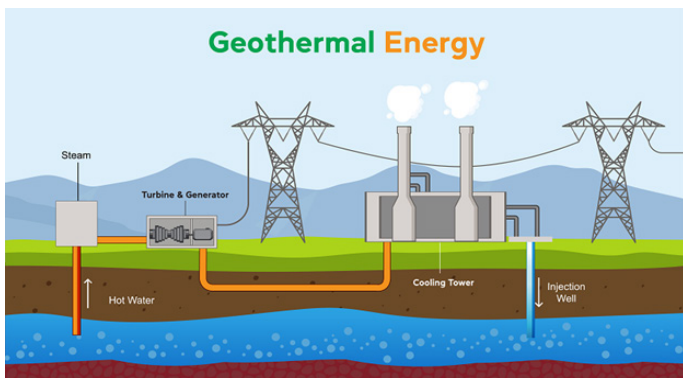 Geothermal Energy
Steam
Turbine & Generator
Hot Water
Cooling Tower
Injection
Well